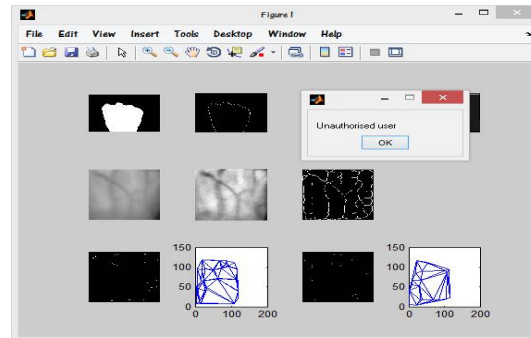 Figure 1
File Edit View Insert Tools Desktop Window Help
Unauthorised user
OK
150
100
50
0
0 100 200
150
100
50
0
0 100 200